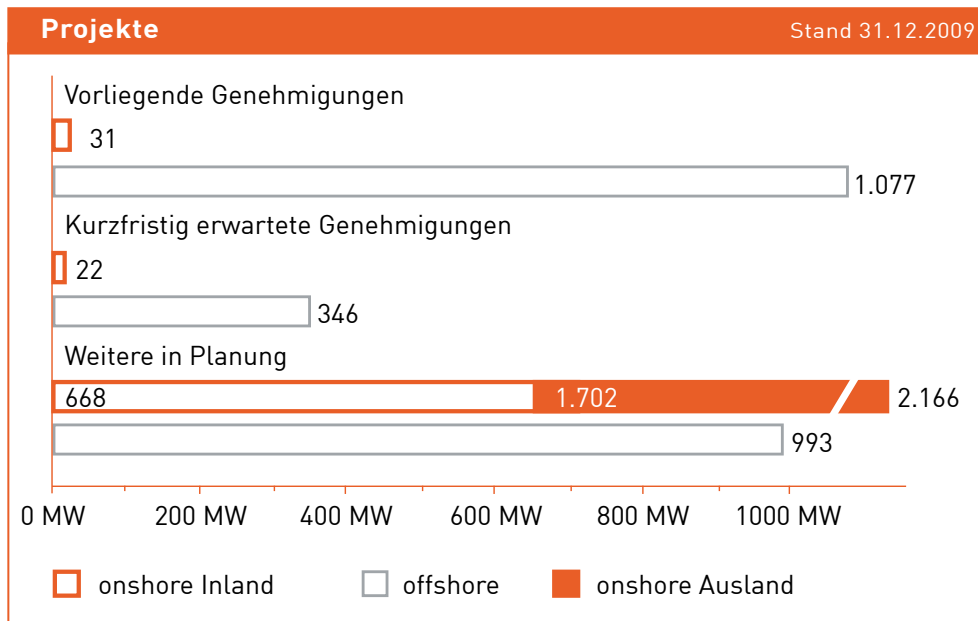 Projekte Stand 31.12.2009
Vorliegende Genehmigungen
31
1.077
Kurzfristig erwartete Genehmigungen
22
346
Weitere in Planung
668 1.702 2.166
993
0 MW 200 MW 400 MW 600 MW 800 MW 1000 MW
onshore Inland offshore onshore Ausland